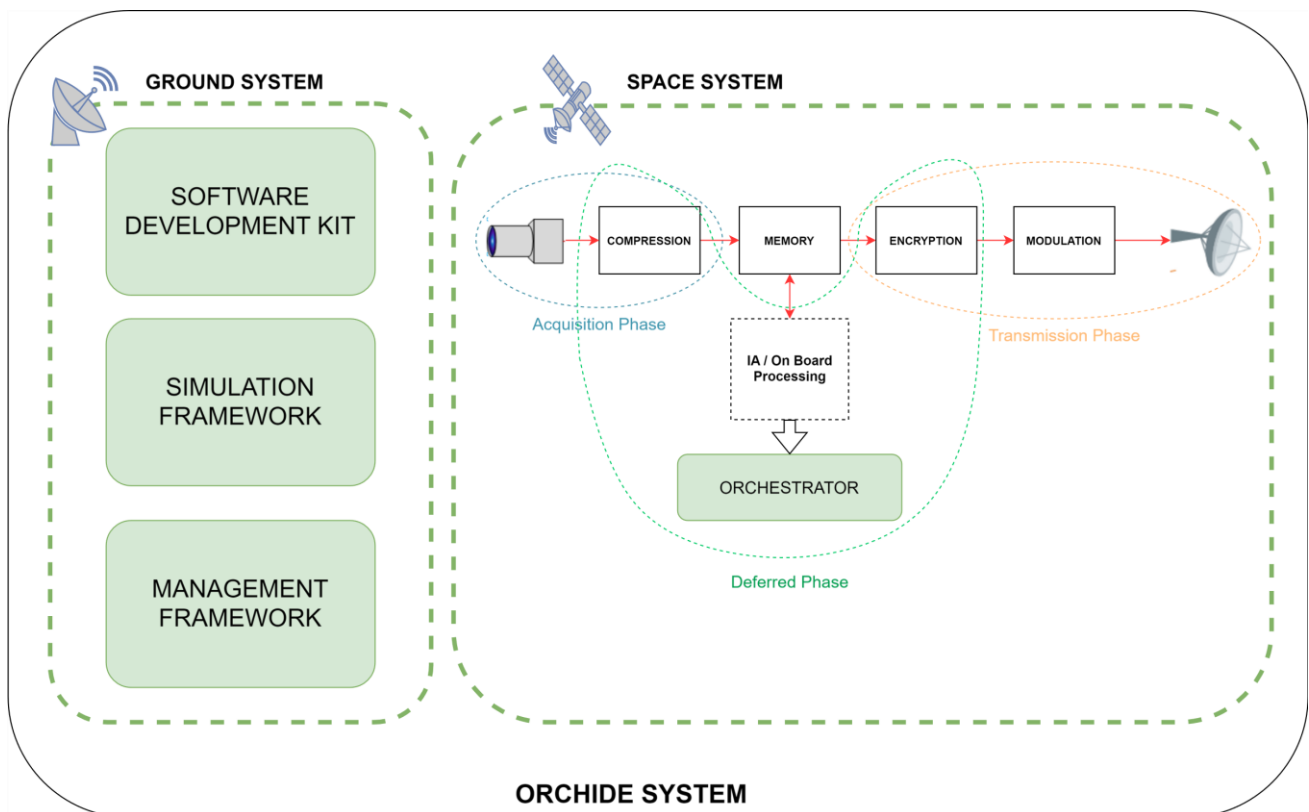 GROUND SYSTEM
SOFTWARE
DEVELOPMENT KIT
SIMULATION
FRAMEWORK
MANAGEMENT
FRAMEWORK
SPACE SYSTEM
COMPRESSION
MEMORY
ENCRYPTION
MODULATION
Acquisition Phase
Transmission Phase
IA / On Board
Processing
ORCHESTRATOR
Deferred Phase
ORCHIDE SYSTEM